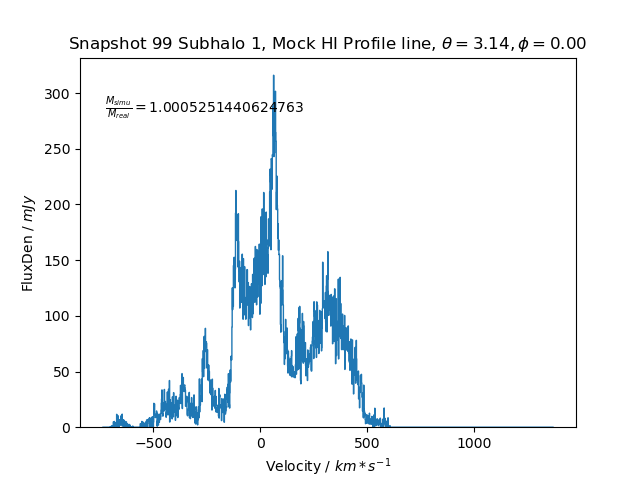 Snapshot 99 Subhalo 1, Mock HI Profile line, θ = 3.14, ϕ = 0.00
M_simu/M_real = 1.0005251440624763
300
250
200
150
100
50
0
FluxDen / mJy
−500 0 500 1000
Velocity / km * s⁻¹